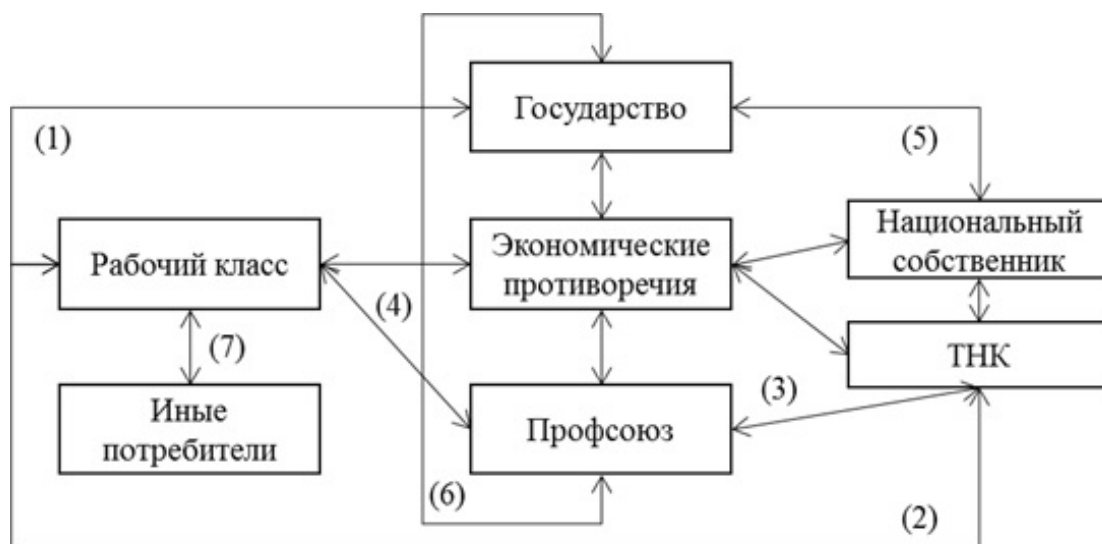 Государство
(1)
(5)
Рабочий класс
Экономические
противоречия
Национальный
собственник
(4)
(7)
ТНК
Иные
потребители
Профсоюз
(3)
(6)
(2)